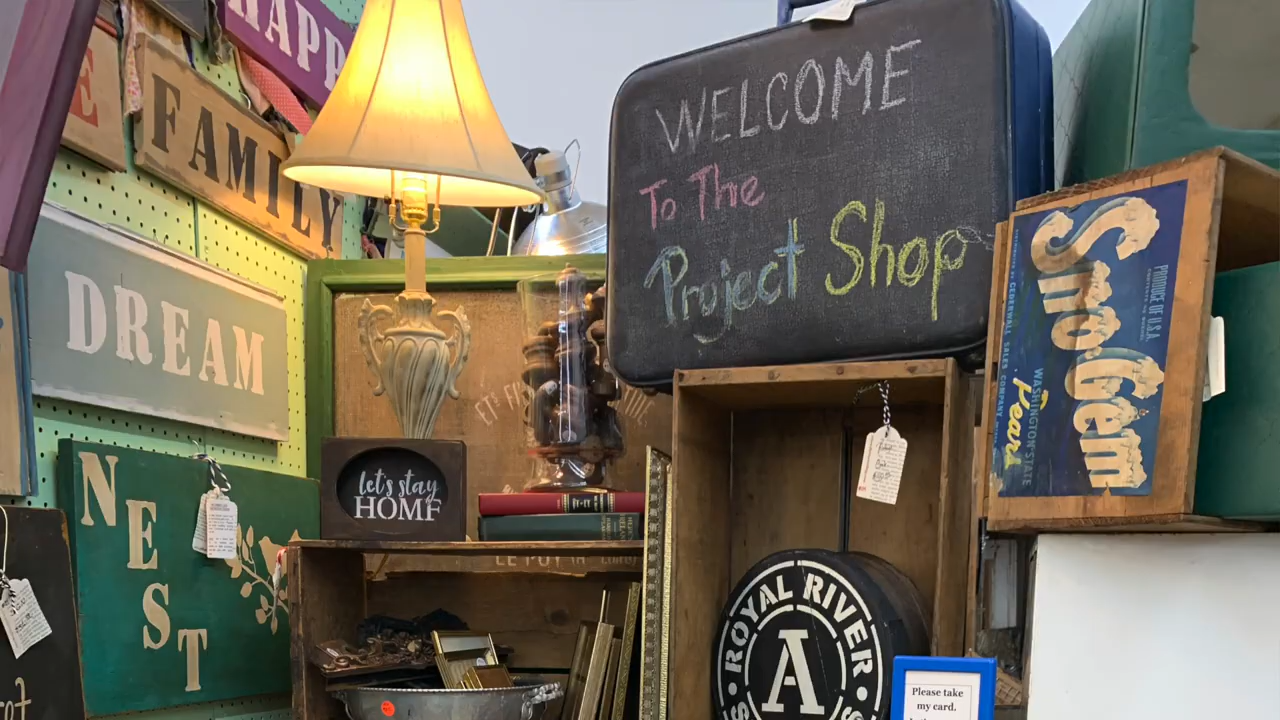 HAPP
E
FAMILY
DREAM
NEST
let's stay
HOME
WELCOME
To The
Project Shop
ROYAL RIVER
A
Sno-Gem
Pears
WASHINGTON STATE
PRODUCE OF U.S.A.
Please take
my card.